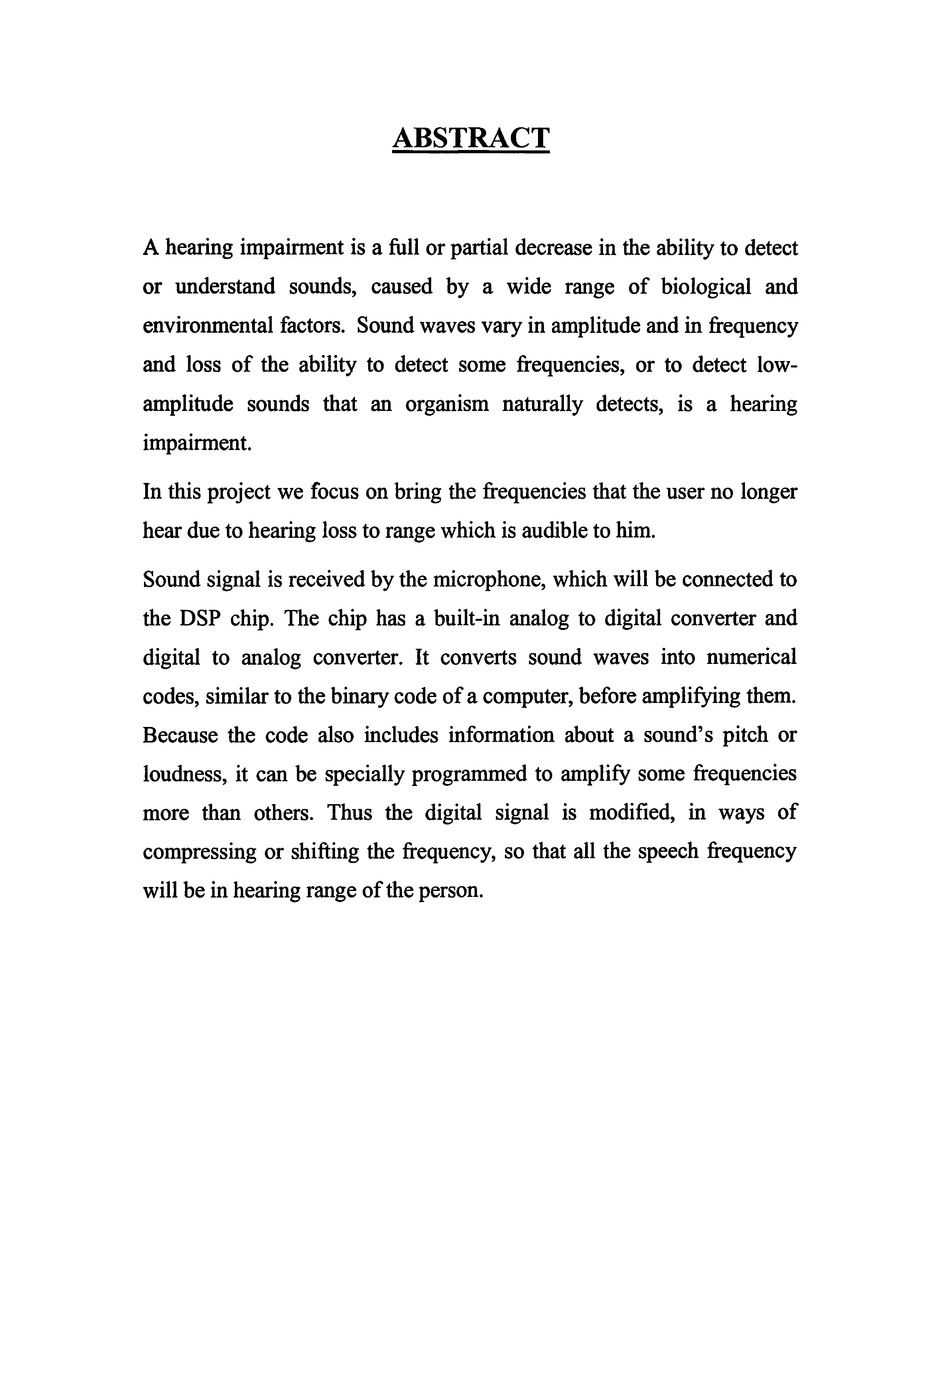 ABSTRACT
A hearing impairment is a full or partial decrease in the ability to detect
or understand sounds, caused by a wide range of biological and
environmental factors. Sound waves vary in amplitude and in frequency
and loss of the ability to detect some frequencies, or to detect low-
amplitude sounds that an organism naturally detects, is a hearing
impairment.
In this project we focus on bring the frequencies that the user no longer
hear due to hearing loss to range which is audible to him.
Sound signal is received by the microphone, which will be connected to
the DSP chip. The chip has a built-in analog to digital converter and
digital to analog converter. It converts sound waves into numerical
codes, similar to the binary code of a computer, before amplifying them.
Because the code also includes information about a sound’s pitch or
loudness, it can be specially programmed to amplify some frequencies
more than others. Thus the digital signal is modified, in ways of
compressing or shifting the frequency, so that all the speech frequency
will be in hearing range of the person.